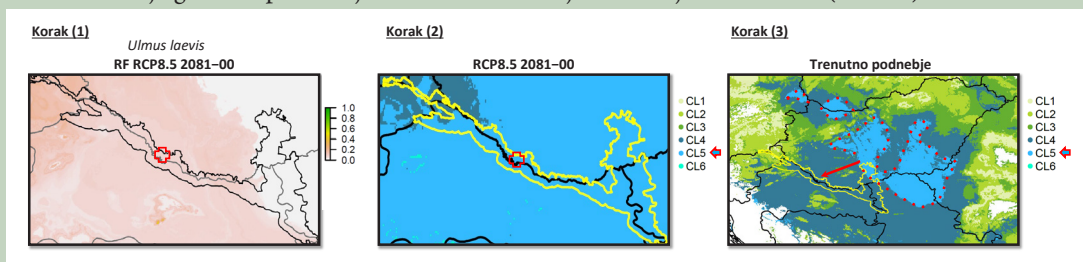 Korak (1)
Ulmus laevis
RF RCP8.5 2081–00
1.0
0.8
0.6
0.4
0.2
0.0
Korak (2)
RCP8.5 2081–00
CL1
CL2
CL3
CL4
CL5
CL6
Korak (3)
Trenutno podnebje
CL1
CL2
CL3
CL4
CL5
CL6